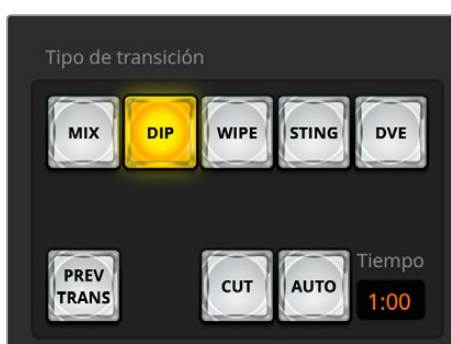 Tipo de transición
MIX DIP WIPE STING DVE
Tiempo
PREV
TRANS
CUT AUTO 1:00